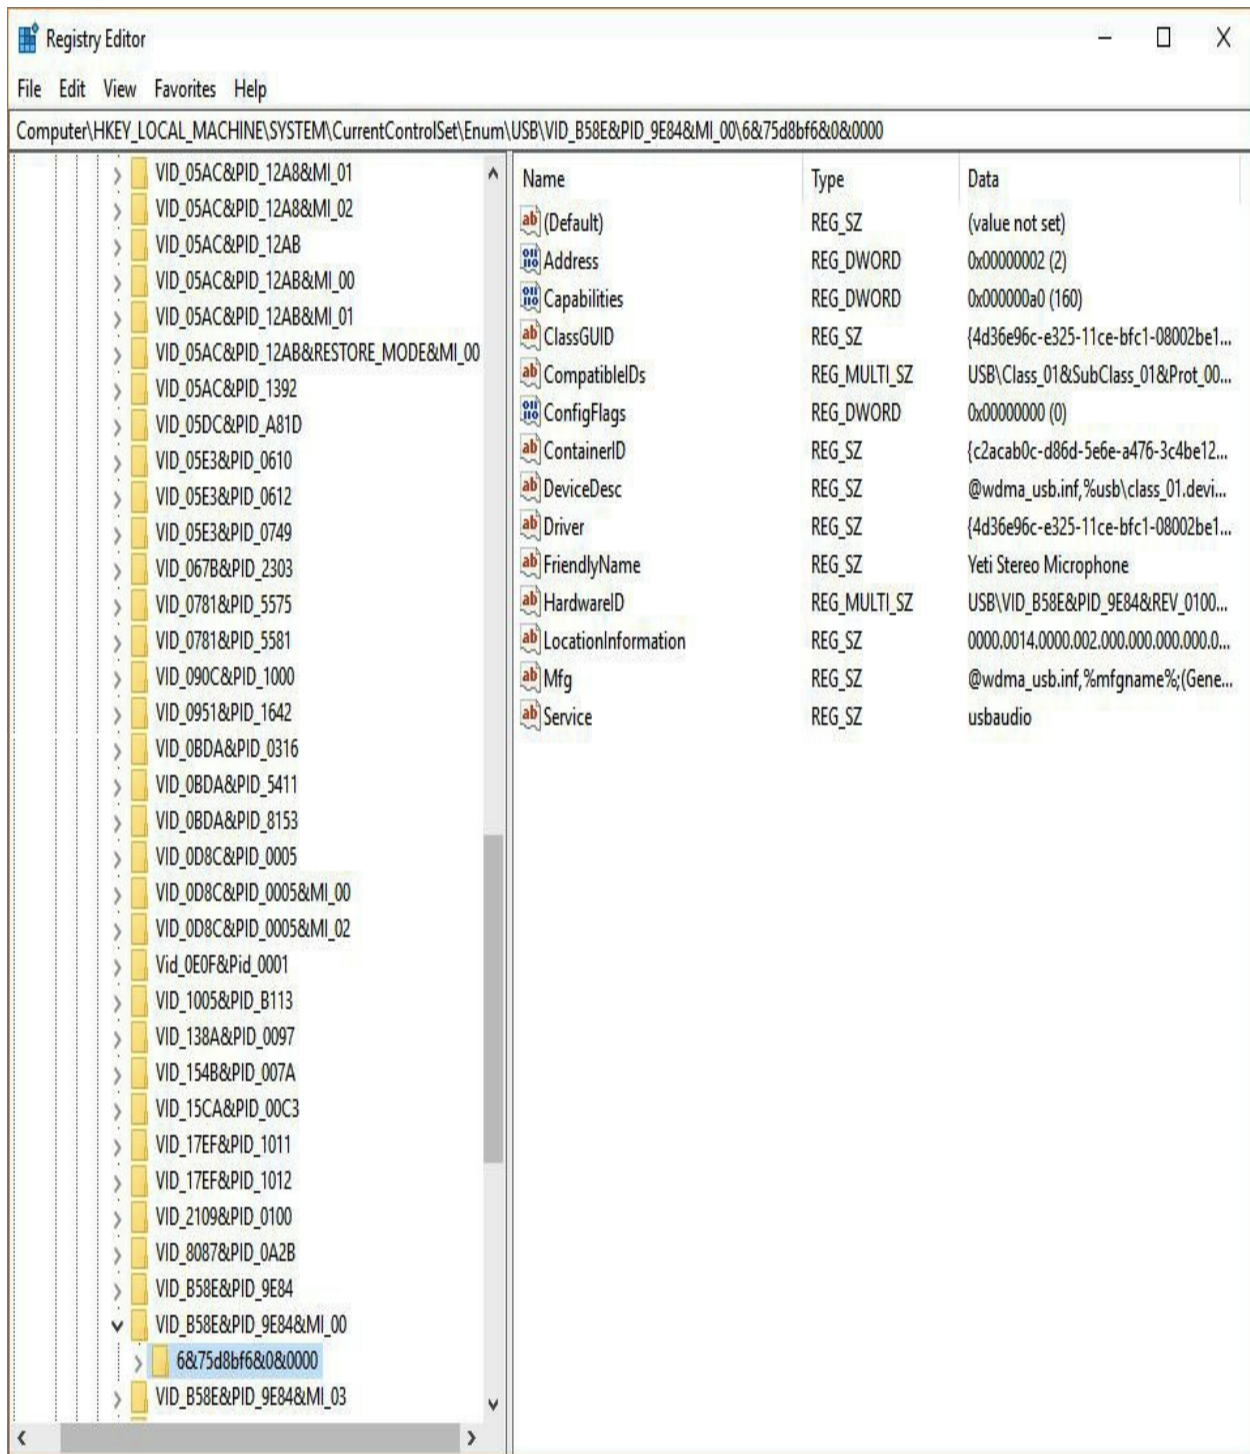 Registry Editor
File Edit View Favorites Help
Computer\HKEY_LOCAL_MACHINE\SYSTEM\CurrentControlSet\Enum\USB\VID_B58E&PID_9E84&MI_00\6&75d8bf6&0&0000
VID_05AC&PID_12A8&MI_01
VID_05AC&PID_12A8&MI_02
VID_05AC&PID_12AB
VID_05AC&PID_12AB&MI_00
VID_05AC&PID_12AB&MI_01
VID_05AC&PID_12AB&RESTORE_MODE&MI_00
VID_05AC&PID_1392
VID_05DC&PID_A81D
VID_05E3&PID_0610
VID_05E3&PID_0612
VID_05E3&PID_0749
VID_067B&PID_2303
VID_0781&PID_5575
VID_0781&PID_5581
VID_090C&PID_1000
VID_0951&PID_1642
VID_0BDA&PID_0316
VID_0BDA&PID_5411
VID_0BDA&PID_8153
VID_0D8C&PID_0005
VID_0D8C&PID_0005&MI_00
VID_0D8C&PID_0005&MI_02
Vid_0E0F&Pid_0001
VID_1005&PID_B113
VID_138A&PID_0097
VID_154B&PID_007A
VID_15CA&PID_00C3
VID_17EF&PID_1011
VID_17EF&PID_1012
VID_2109&PID_0100
VID_8087&PID_0A2B
VID_B58E&PID_9E84
VID_B58E&PID_9E84&MI_00
6&75d8bf6&0&0000
VID_B58E&PID_9E84&MI_03
Name Type Data
(Default) REG_SZ (value not set)
Address REG_DWORD 0x00000002 (2)
Capabilities REG_DWORD 0x000000a0 (160)
ClassGUID REG_SZ {4d36e96c-e325-11ce-bfc1-08002be1...
CompatibleIDs REG_MULTI_SZ USB\Class_01&SubClass_01&Prot_00...
ConfigFlags REG_DWORD 0x00000000 (0)
ContainerID REG_SZ {c2acab0c-d86d-5e6e-a476-3c4be12...
DeviceDesc REG_SZ @wdma_usb.inf,%usb\class_01.devi...
Driver REG_SZ {4d36e96c-e325-11ce-bfc1-08002be1...
FriendlyName REG_SZ Yeti Stereo Microphone
HardwareID REG_MULTI_SZ USB\VID_B58E&PID_9E84&REV_0100...
LocationInformation REG_SZ 0000.0014.0000.002.000.000.000.000.0...
Mfg REG_SZ @wdma_usb.inf,%mfgname%;(Gene...
Service REG_SZ usbaudio